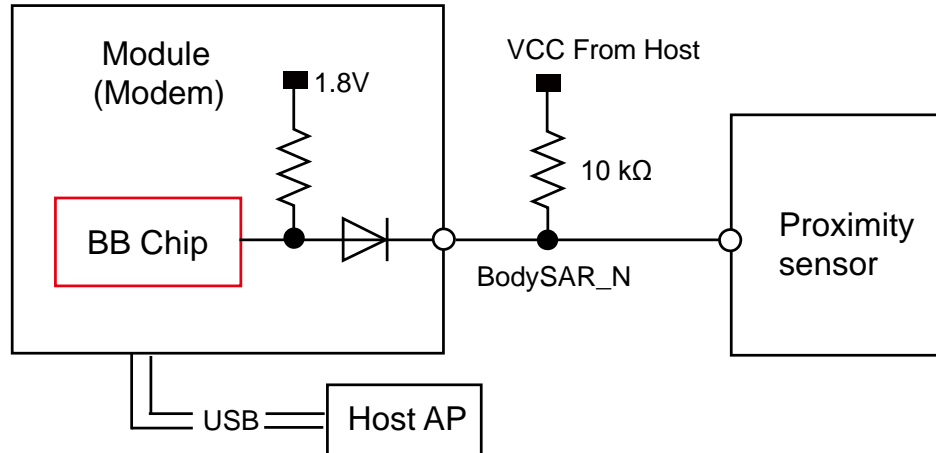 Module
(Modem)
1.8V
VCC From Host
10 kΩ
BB Chip
BodySAR_N
Proximity
sensor
USB
Host AP